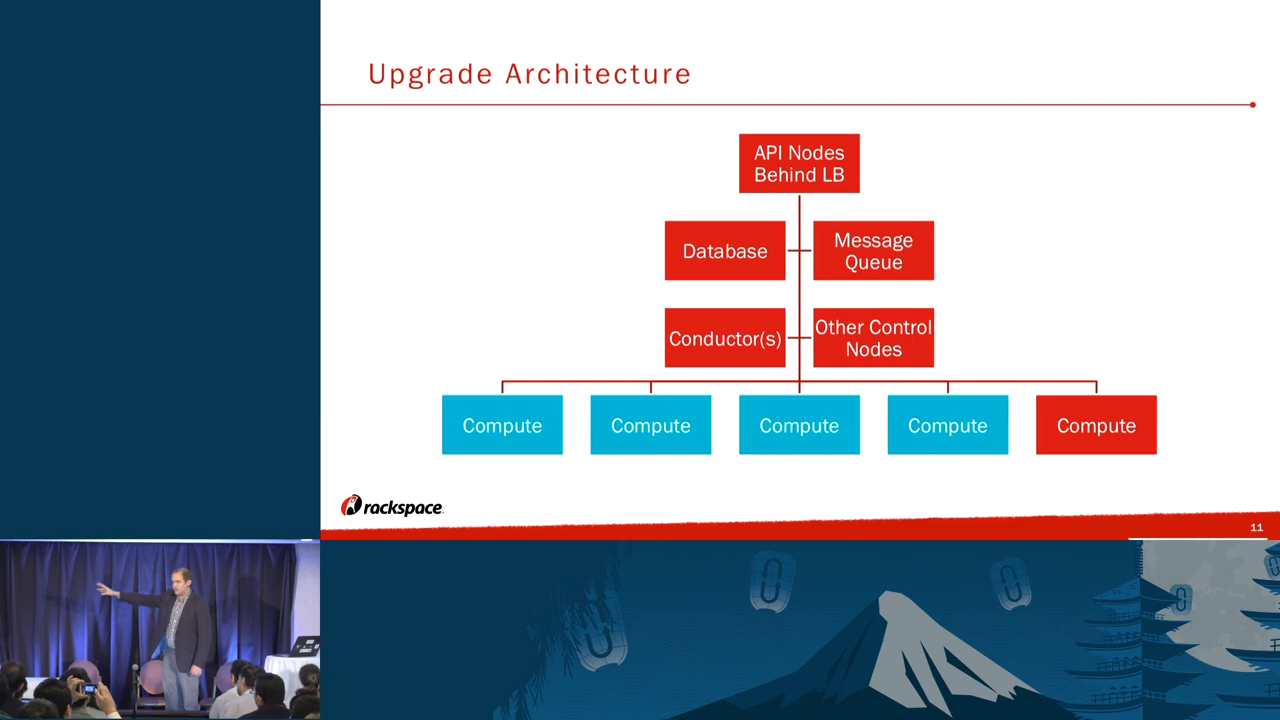 Upgrade Architecture
API Nodes
Behind LB
Database
Message
Queue
Conductor(s)
Other Control
Nodes
Compute
Compute
Compute
Compute
Compute
rackspace.
11